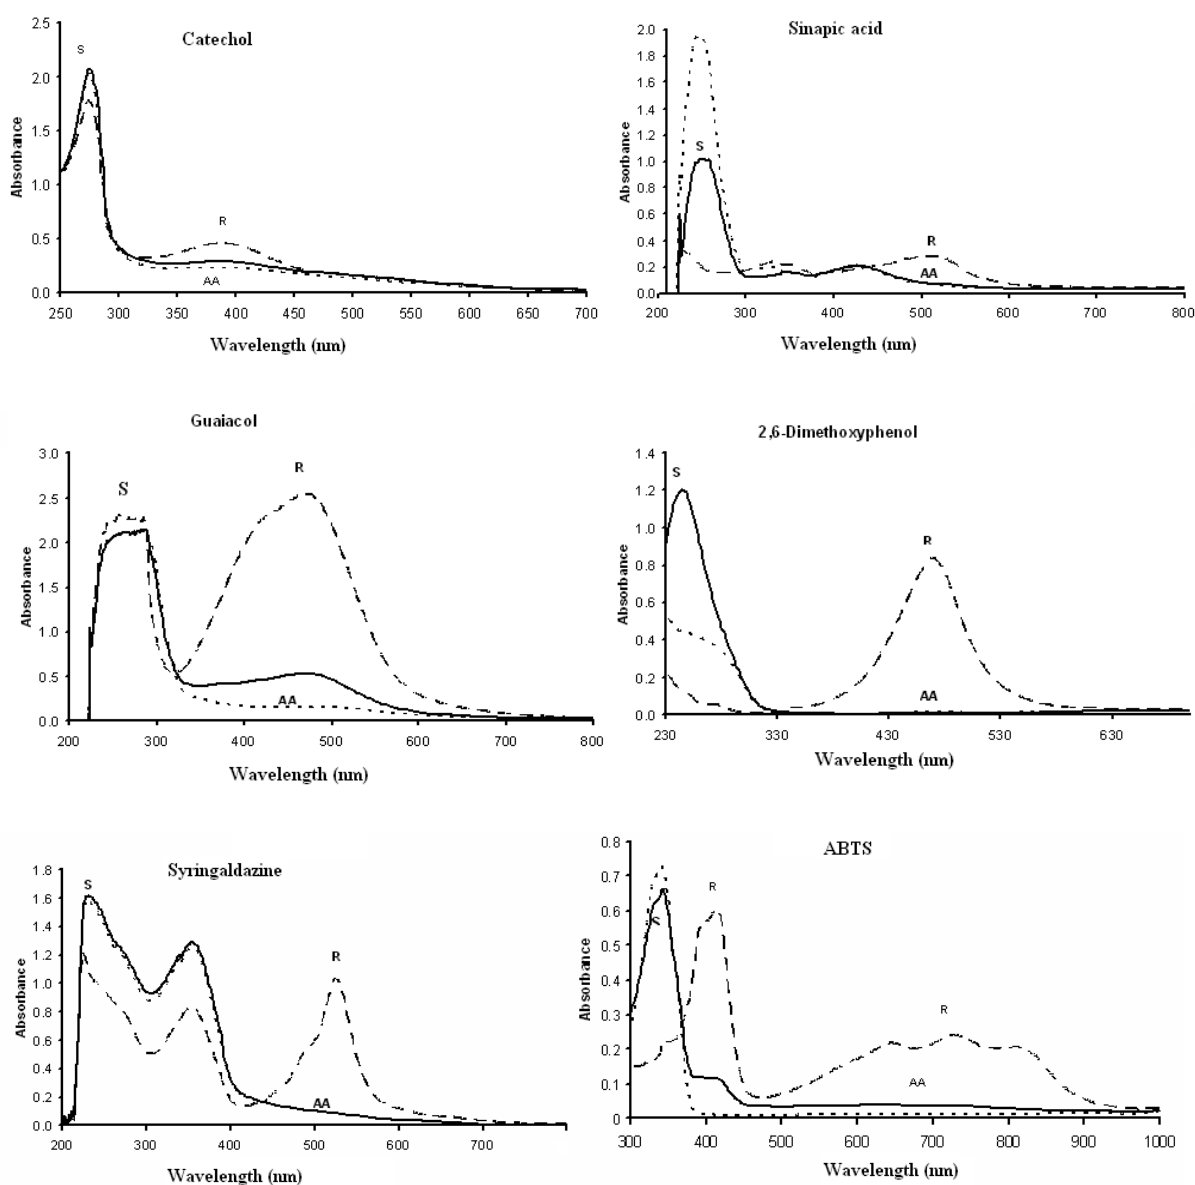 Catechol
S
R
AA
2.5
2.0
1.5
1.0
0.5
0.0
Absorbance
250 300 350 400 450 500 550 600 650 700
Wavelength (nm)
Sinapic acid
S
R
AA
2.0
1.8
1.6
1.4
1.2
1.0
0.8
0.6
0.4
0.2
0.0
Absorbance
200 300 400 500 600 700 800
Wavelength (nm)
Guaiacol
S
R
AA
3.0
2.5
2.0
1.5
1.0
0.5
0.0
Absorbance
200 300 400 500 600 700 800
Wavelength (nm)
2,6-Dimethoxyphenol
S
R
AA
1.4
1.2
1.0
0.8
0.6
0.4
0.2
0.0
Absorbance
230 330 430 530 630
Wavelength (nm)
Syringaldazine
S
R
AA
1.8
1.6
1.4
1.2
1.0
0.8
0.6
0.4
0.2
0.0
Absorbance
200 300 400 500 600 700
Wavelength (nm)
ABTS
R
S
R
AA
0.8
0.7
0.6
0.5
0.4
0.3
0.2
0.1
0
Absorbance
300 400 500 600 700 800 900 1000
Wavelength (nm)